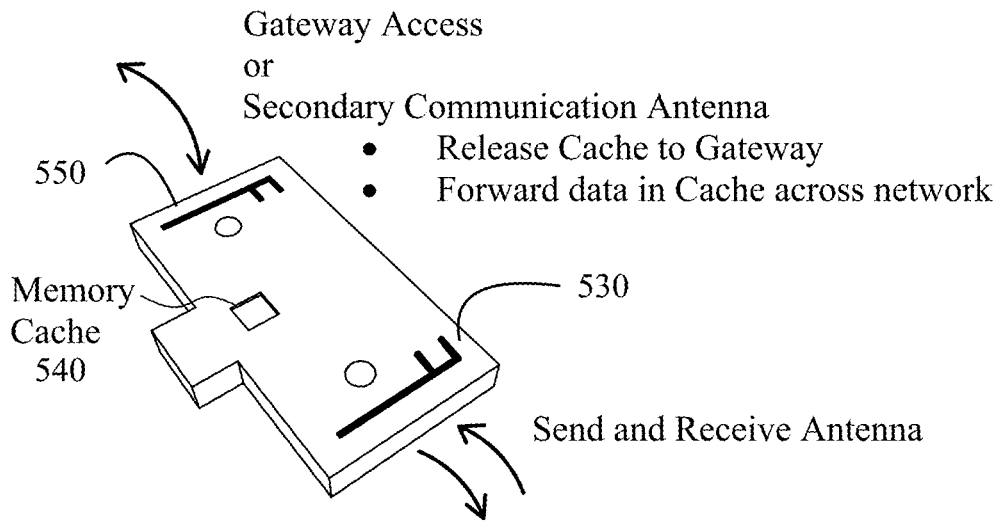 Gateway Access
or
Secondary Communication Antenna
• Release Cache to Gateway
• Forward data in Cache across network
550
530
Memory
Cache
540
Send and Receive Antenna